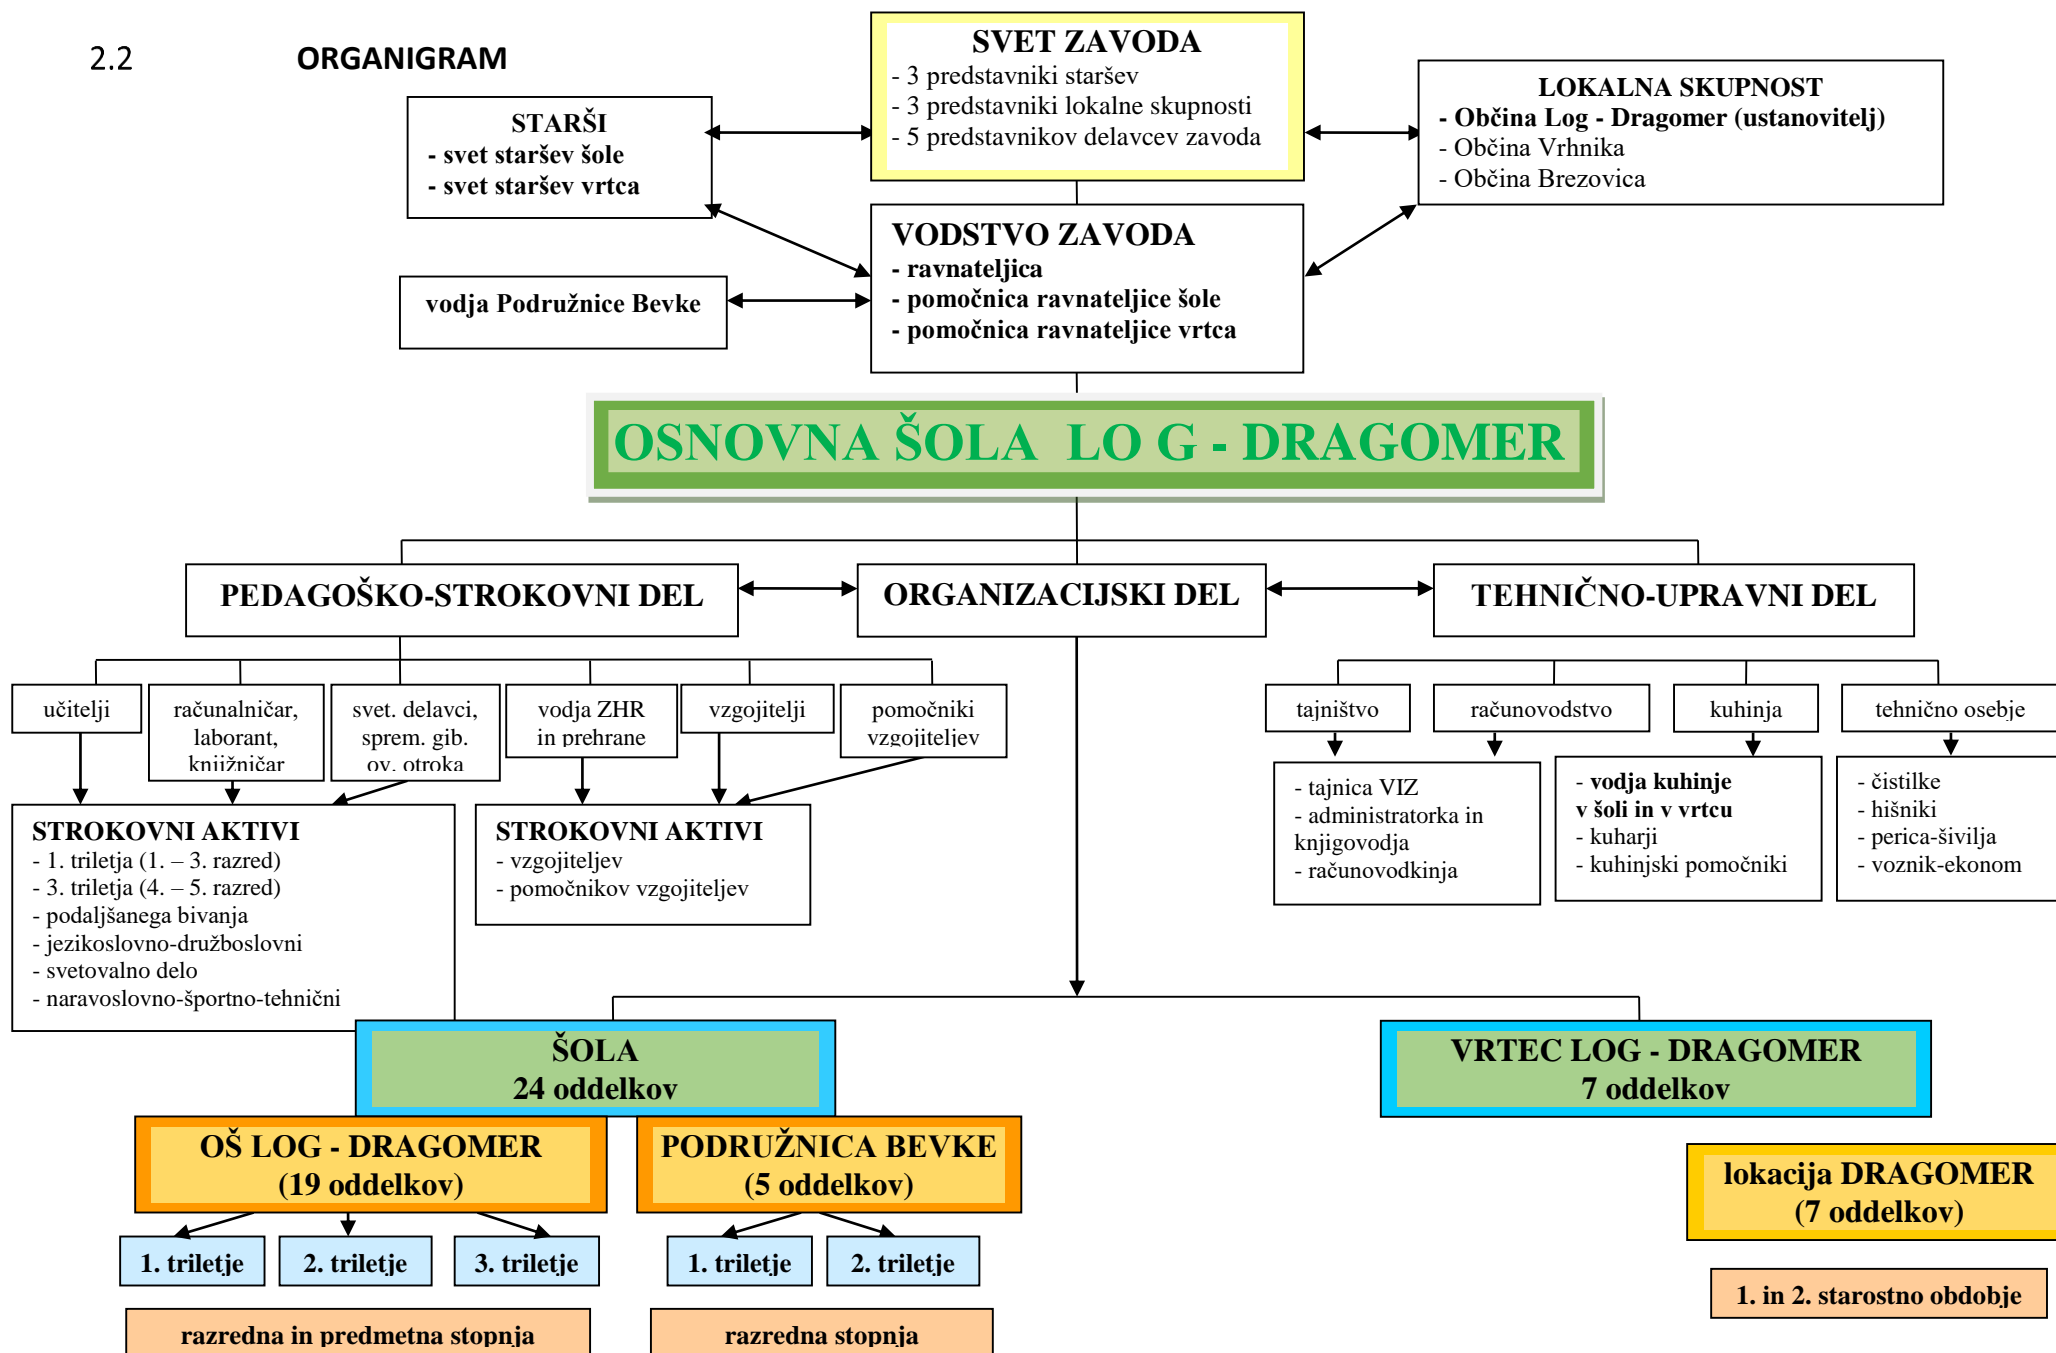 2.2 ORGANIGRAM
SVET ZAVODA
- 3 predstavniki staršev
- 3 predstavniki lokalne skupnosti
- 5 predstavnikov delavcev zavoda
STARŠI
- svet staršev šole
- svet staršev vrtca
LOKALNA SKUPNOST
- Občina Log - Dragomer (ustanovitelj)
- Občina Vrhnika
- Občina Brezovica
VODSTVO ZAVODA
- ravnateljica
- pomočnica ravnateljice šole
- pomočnica ravnateljice vrtca
vodja Podružnice Bevke
OSNOVNA ŠOLA LO G - DRAGOMER
PEDAGOŠKO-STROKOVNI DEL
ORGANIZACIJSKI DEL
TEHNIČNO-UPRAVNI DEL
učitelji
računalničar,
laborant,
knjižničar
svet. delavci,
sprem. gib.
ov. otroka
vodja ZHR
in prehrane
vzgojitelji
pomočniki
vzgojiteljev
tajništvo
računovodstvo
kuhinja
tehnično osebje
STROKOVNI AKTIVI
- 1. triletja (1. – 3. razred)
- 3. triletja (4. – 5. razred)
- podaljšanega bivanja
- jezikoslovno-družboslovni
- svetovalno delo
- naravoslovno-športno-tehnični
STROKOVNI AKTIVI
- vzgojiteljev
- pomočnikov vzgojiteljev
- tajnica VIZ
- administratorka in
knjigovodja
- računovodkinja
- vodja kuhinje
v šoli in v vrtcu
- kuharji
- kuhinjski pomočniki
- čistilke
- hišniki
- perica-šivilja
- voznik-ekonom
ŠOLA
24 oddelkov
VRTEC LOG - DRAGOMER
7 oddelkov
OŠ LOG - DRAGOMER
(19 oddelkov)
PODRUŽNICA BEVKE
(5 oddelkov)
lokacija DRAGOMER
(7 oddelkov)
1. triletje
2. triletje
3. triletje
1. triletje
2. triletje
1. in 2. starostno obdobje
razredna in predmetna stopnja
razredna stopnja